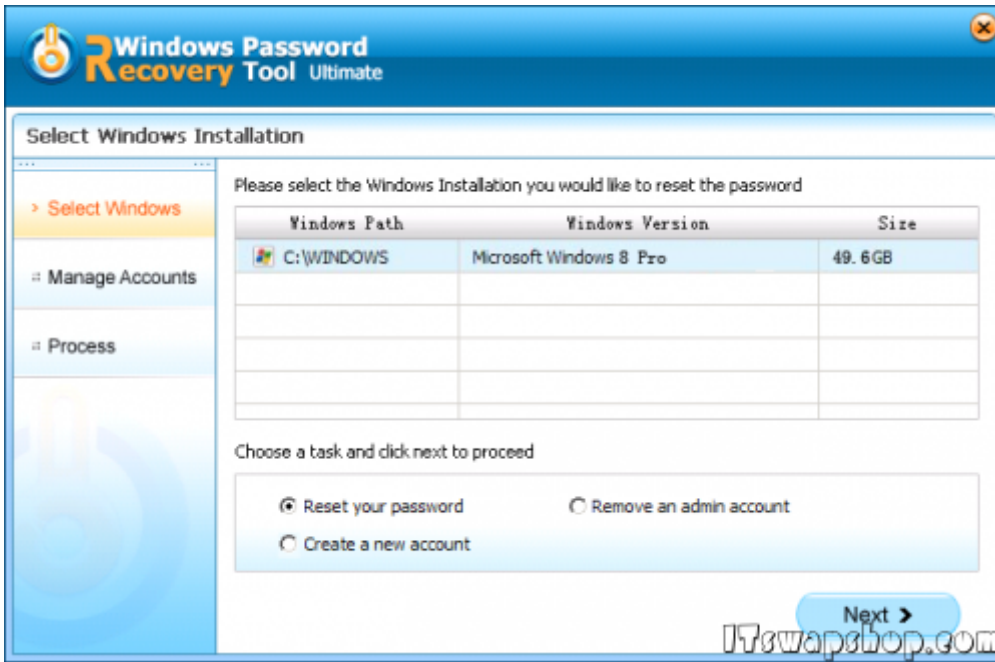 Windows Password
Recovery Tool Ultimate
Select Windows Installation
> Select Windows
Manage Accounts
Process
Please select the Windows Installation you would like to reset the password
Windows Path Windows Version Size
C:\WINDOWS Microsoft Windows 8 Pro 49.6GB
Choose a task and click next to proceed
Reset your password Remove an admin account
Create a new account
Next >
ITswapshop.com